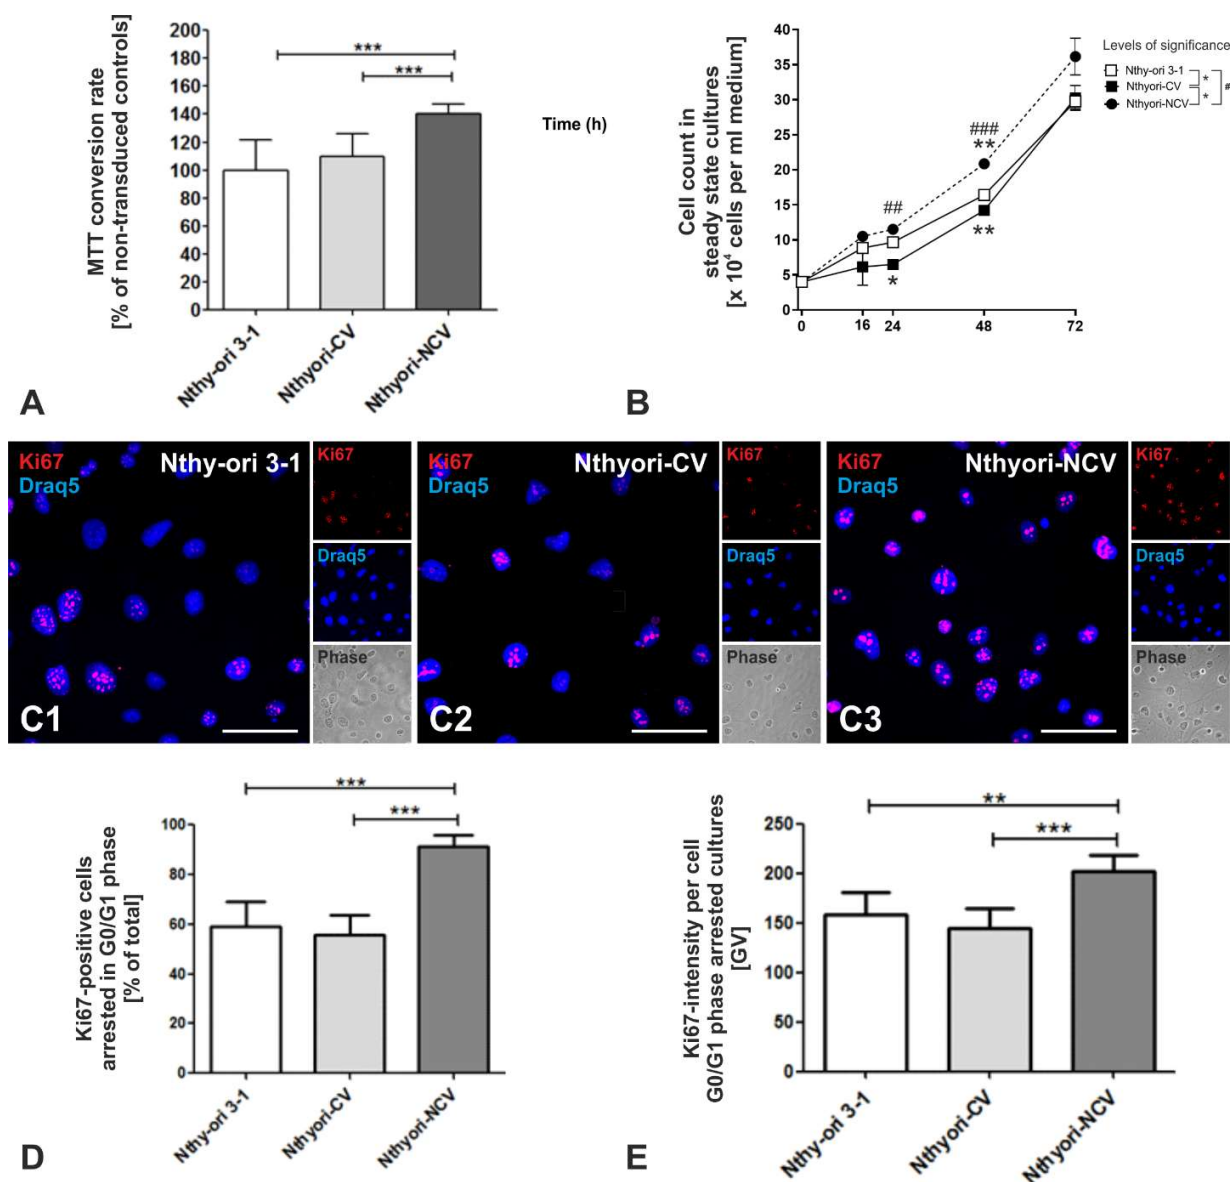 MTT conversion rate
[% of non-transduced controls]
200
180
160
140
120
100
80
60
40
20
0
***
***
Nthy-ori 3-1
Nthyori-CV
Nthyori-NCV
A
Time (h)
Cell count in
steady state cultures
[x 10⁴ cells per ml medium]
40
35
30
25
20
15
10
5
0
0
16
24
48
72
##
*
###
**
**
Levels of significance
Nthy-ori 3-1
Nthyori-CV
Nthyori-NCV
*
*
#
B
Ki67
Draq5
Nthy-ori 3-1
C1
Ki67
Draq5
Phase
Ki67
Draq5
Nthyori-CV
C2
Ki67
Draq5
Phase
Ki67
Draq5
Nthyori-NCV
C3
Ki67
Draq5
Phase
Ki67-positive cells
arrested in G0/G1 phase
[% of total]
100
80
60
40
20
0
***
***
Nthy-ori 3-1
Nthyori-CV
Nthyori-NCV
D
Ki67-intensity per cell
G0/G1 phase arrested cultures
[GV]
250
200
150
100
50
0
**
***
Nthy-ori 3-1
Nthyori-CV
Nthyori-NCV
E